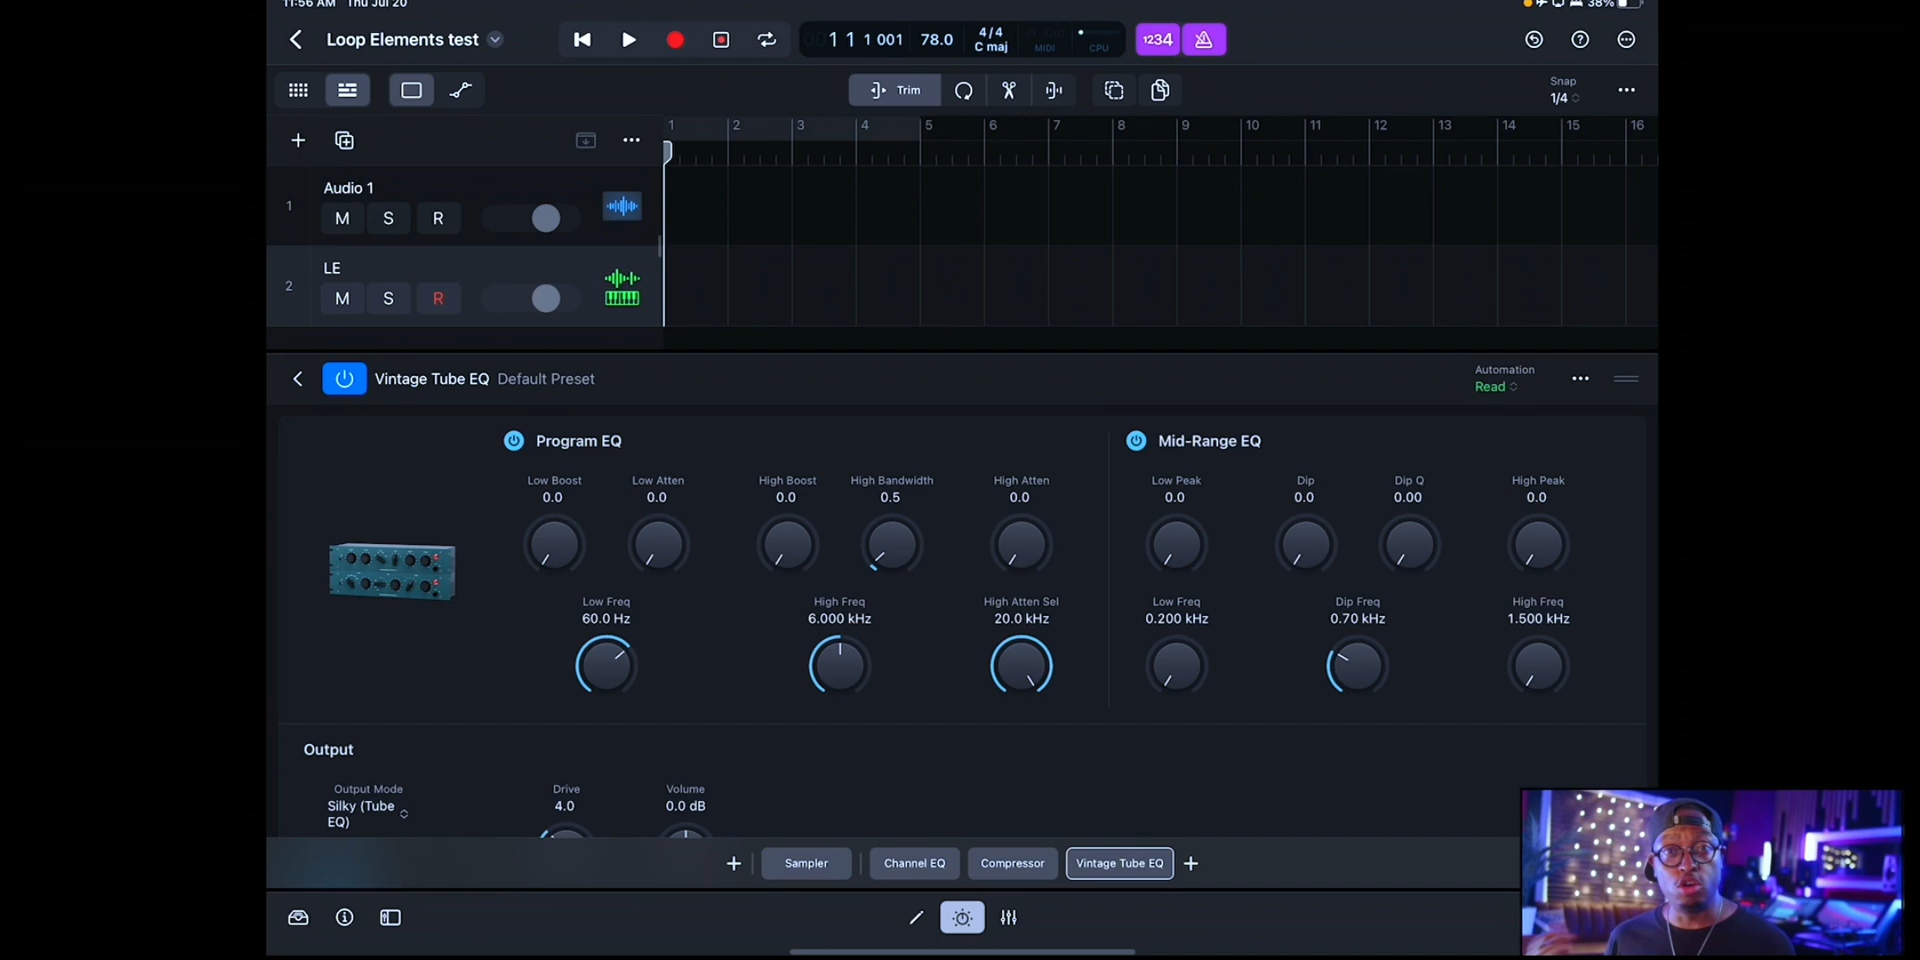 11:56 AM Thu Jul 20
38%
Loop Elements test
1 1 1 001
78.0
4/4
C maj
MIDI
CPU
1234
Trim
Snap
1/4
1 2 3 4 5 6 7 8 9 10 11 12 13 14 15 16
1
Audio 1
M S R
2
LE
M S R
Vintage Tube EQ Default Preset
Automation
Read
Program EQ
Mid-Range EQ
Low Boost
0.0
Low Atten
0.0
High Boost
0.0
High Bandwidth
0.5
High Atten
0.0
Low Peak
0.0
Dip
0.0
Dip Q
0.00
High Peak
0.0
Low Freq
60.0 Hz
High Freq
6.000 kHz
High Atten Sel
20.0 kHz
Low Freq
0.200 kHz
Dip Freq
0.70 kHz
High Freq
1.500 kHz
Output
Output Mode
Silky (Tube
EQ)
Drive
4.0
Volume
0.0 dB
Sampler
Channel EQ
Compressor
Vintage Tube EQ